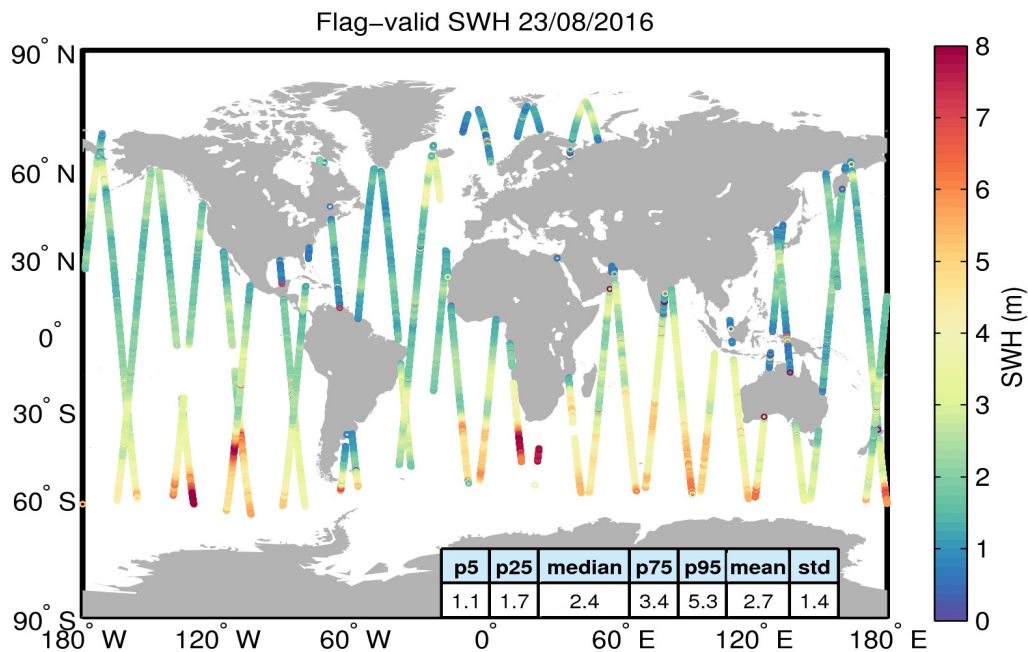 Flag−valid SWH 23/08/2016
90° N
60° N
30° N
0°
30° S
60° S
90° S
180° W
120° W
60° W
0°
60° E
120° E
180° E
8
7
6
5
4
3
2
1
0
SWH (m)
p5 p25 median p75 p95 mean std
1.1 1.7 2.4 3.4 5.3 2.7 1.4